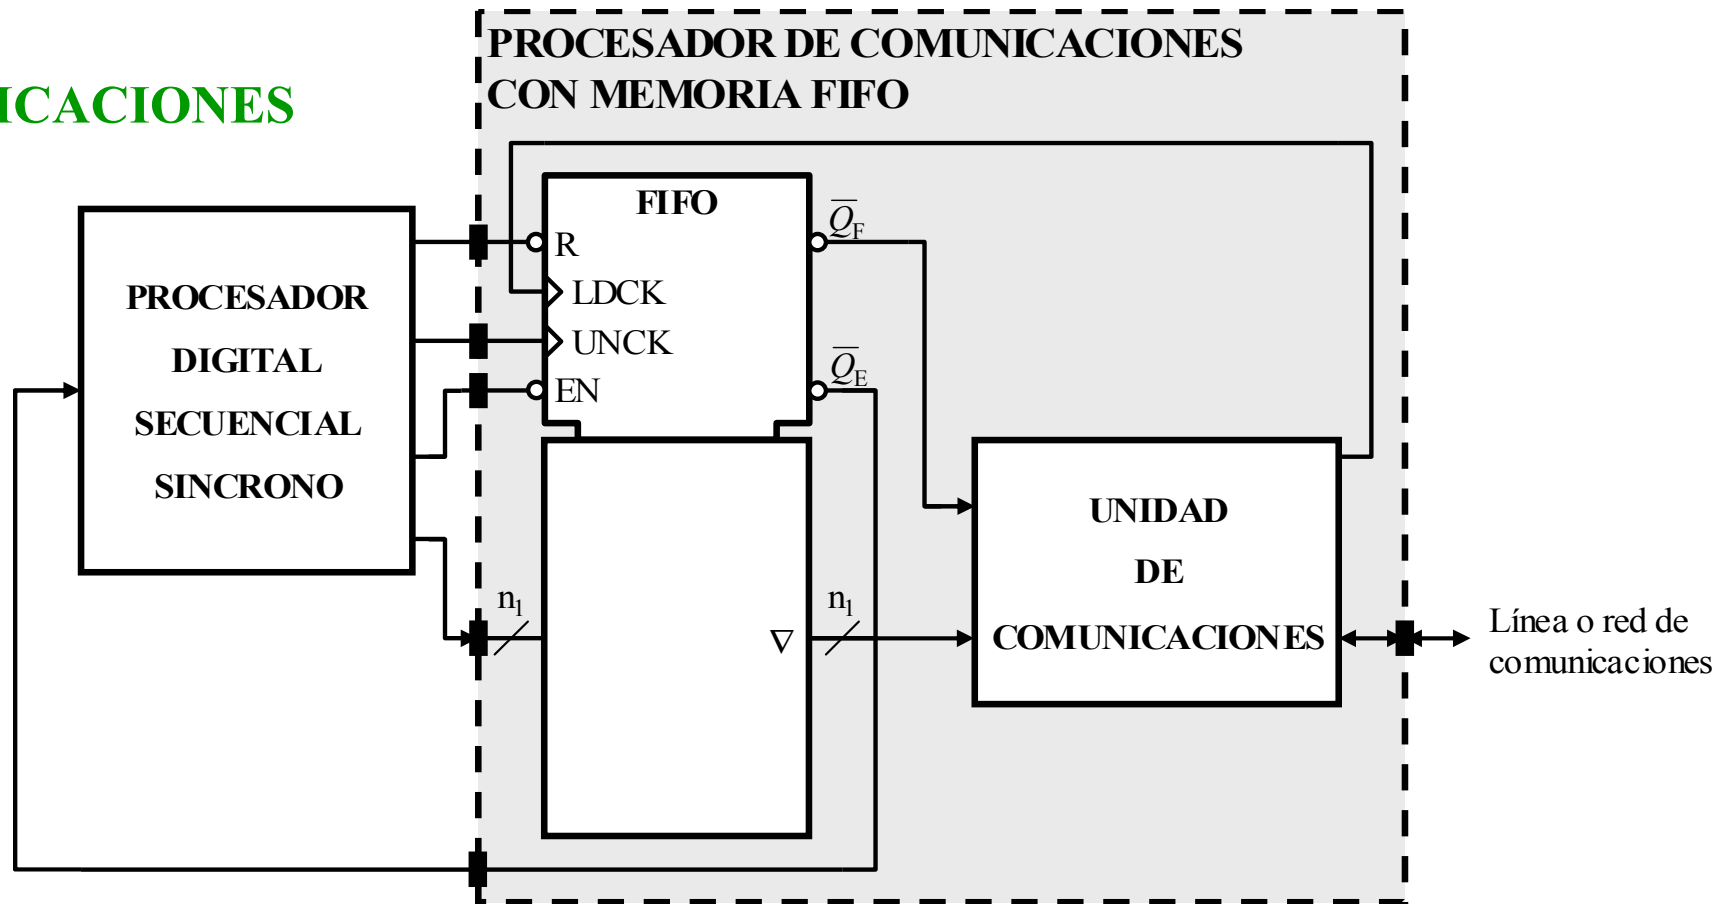 PROCESADOR DE COMUNICACIONES
CON MEMORIA FIFO
ICACIONES
PROCESADOR
DIGITAL
SECUENCIAL
SINCRONO
FIFO
R
LDCK
UNCK
EN
Q̅F
Q̅E
n1
n1
∇
UNIDAD
DE
COMUNICACIONES
Línea o red de
comunicaciones